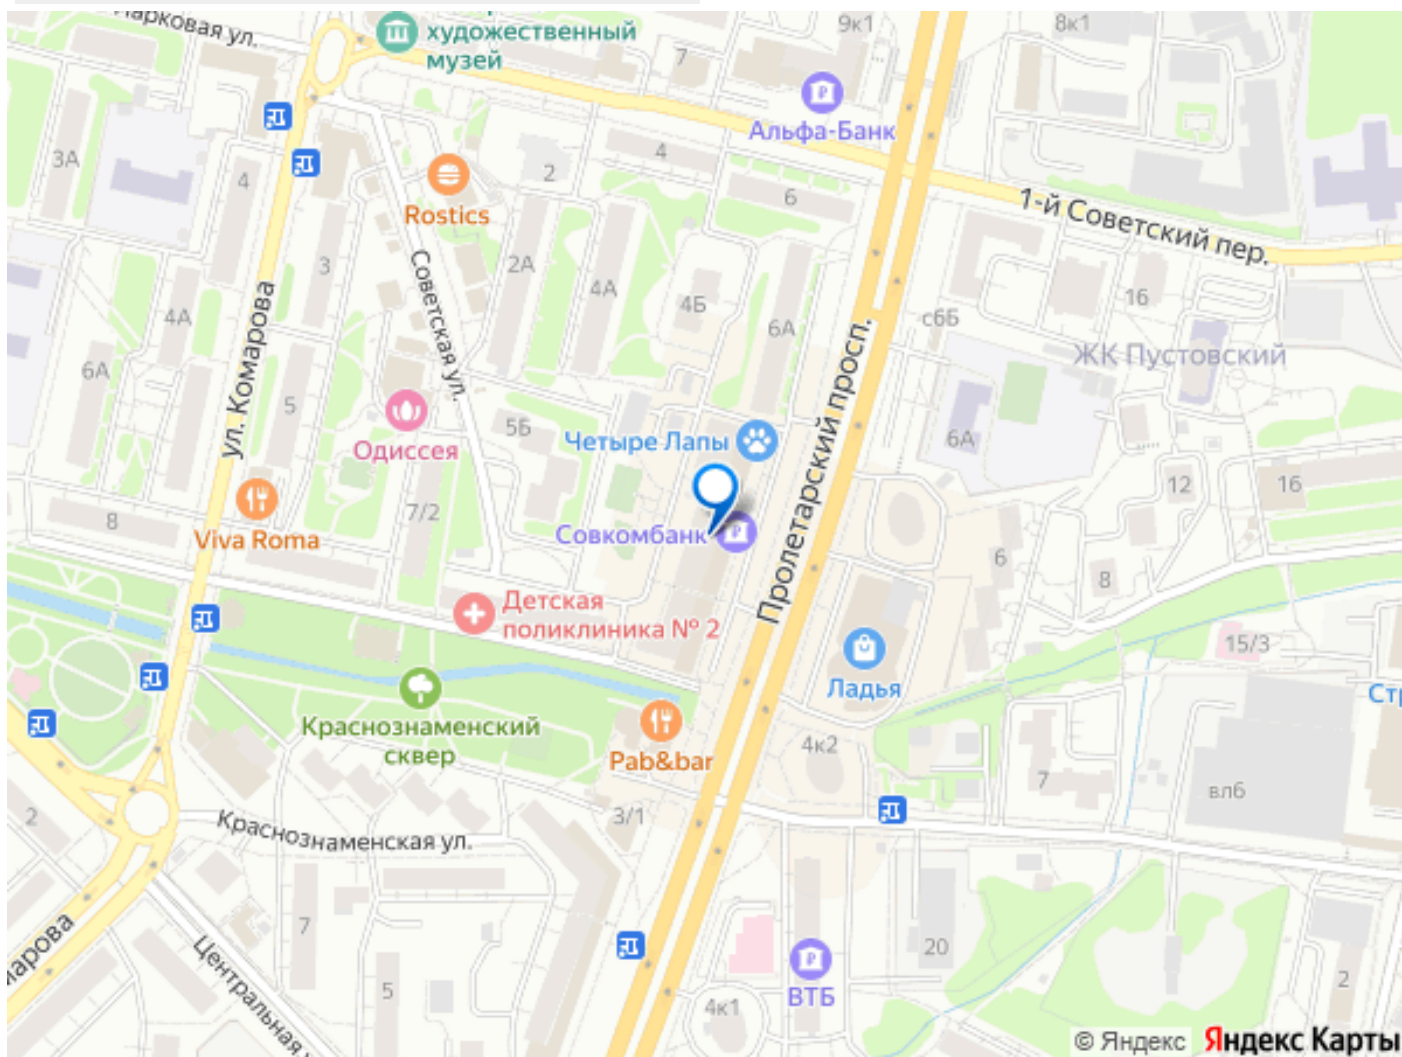 Парковая ул.
художественный
музей
7
9к1
8к1
Альфа-Банк
3А
4
Rostics
2
4
6
1-й Советский пер.
3
2А
4А
4Б
6А
4А
с6Б
16
ЖК Пустовский
ул. Комарова
Советская ул.
Пролетарский просп.
6А
5
Одиссея
5Б
Четыре Лапы
6А
12
16
8
Viva Roma
7/2
Совкомбанк
6
8
Детская
поликлиника № 2
15/3
Ладья
Краснознаменский
сквер
Pab&bar
4к2
7
вл6
2
Краснознаменская ул.
3/1
7
Центральная
5
20
ВТБ
4к1
2
© Яндекс Яндекс Карты